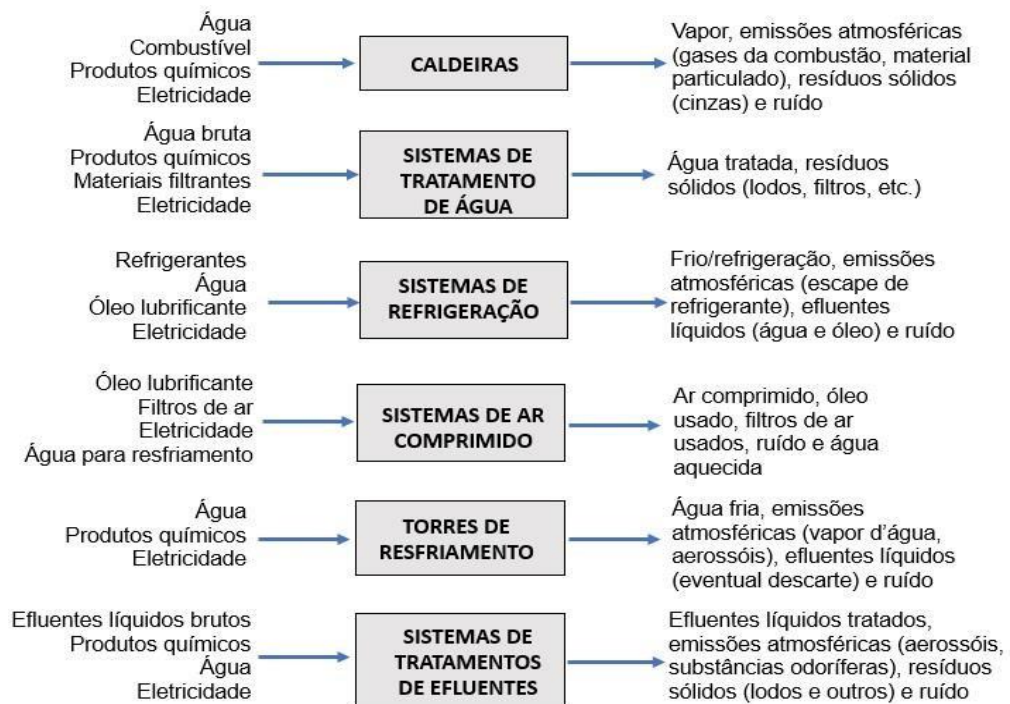 Água
Combustível
Produtos químicos
Eletricidade
CALDEIRAS
Vapor, emissões atmosféricas
(gases da combustão, material
particulado), resíduos sólidos
(cinzas) e ruído
Água bruta
Produtos químicos
Materiais filtrantes
Eletricidade
SISTEMAS DE
TRATAMENTO
DE ÁGUA
Água tratada, resíduos
sólidos (lodos, filtros, etc.)
Refrigerantes
Água
Óleo lubrificante
Eletricidade
SISTEMAS DE
REFRIGERAÇÃO
Frio/refrigeração, emissões
atmosféricas (escape de
refrigerante), efluentes
líquidos (água e óleo) e ruído
Óleo lubrificante
Filtros de ar
Eletricidade
Água para resfriamento
SISTEMAS DE AR
COMPRIMIDO
Ar comprimido, óleo
usado, filtros de ar
usados, ruído e água
aquecida
Água
Produtos químicos
Eletricidade
TORRES DE
RESFRIAMENTO
Água fria, emissões
atmosféricas (vapor d'água,
aerossóis), efluentes líquidos
(eventual descarte) e ruído
Efluentes líquidos brutos
Produtos químicos
Água
Eletricidade
SISTEMAS DE
TRATAMENTOS
DE EFLUENTES
Efluentes líquidos tratados,
emissões atmosféricas (aerossóis,
substâncias odoríferas), resíduos
sólidos (lodos e outros) e ruído